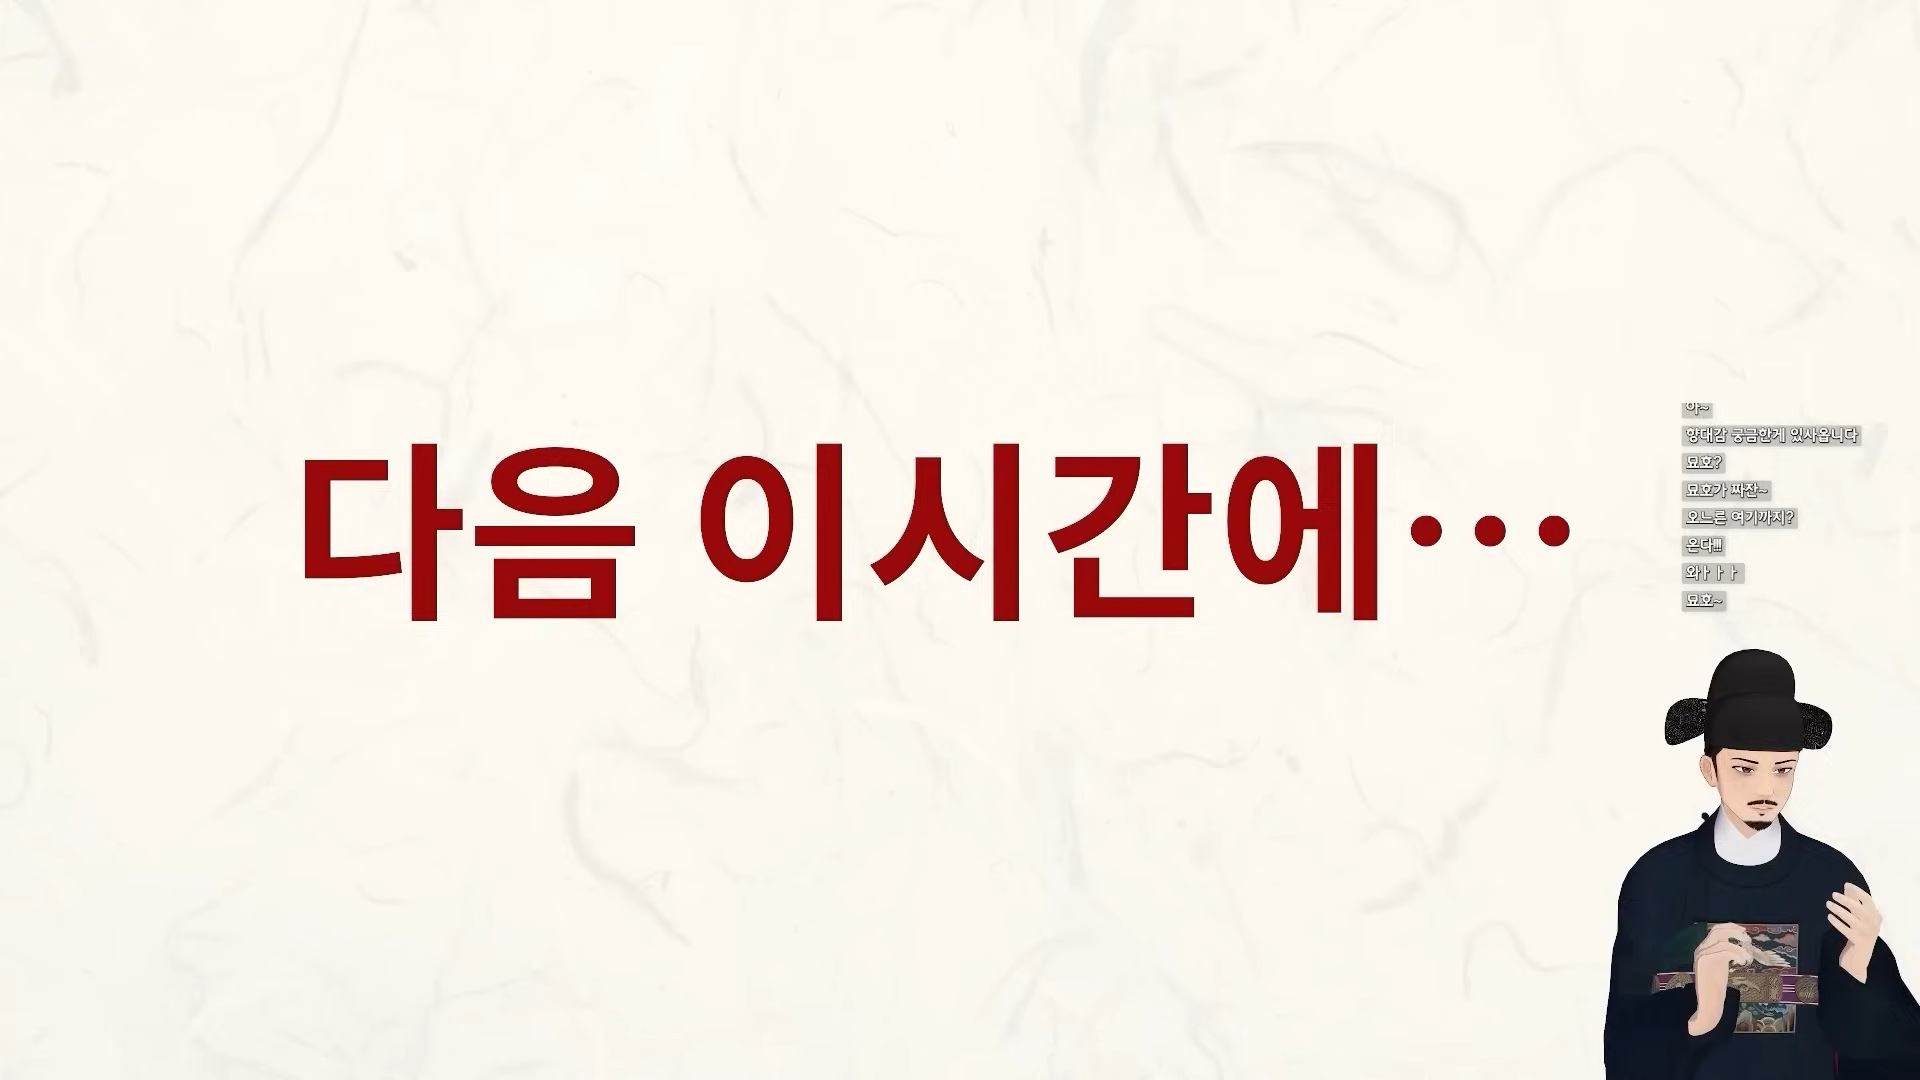 다음 이시간에···
아~
향대감 궁금한게 있사옵니다
묘호?
묘호가 짜잔~
오느른 여기까지?
온다!!!
와ㅏㅏㅏ
묘호~